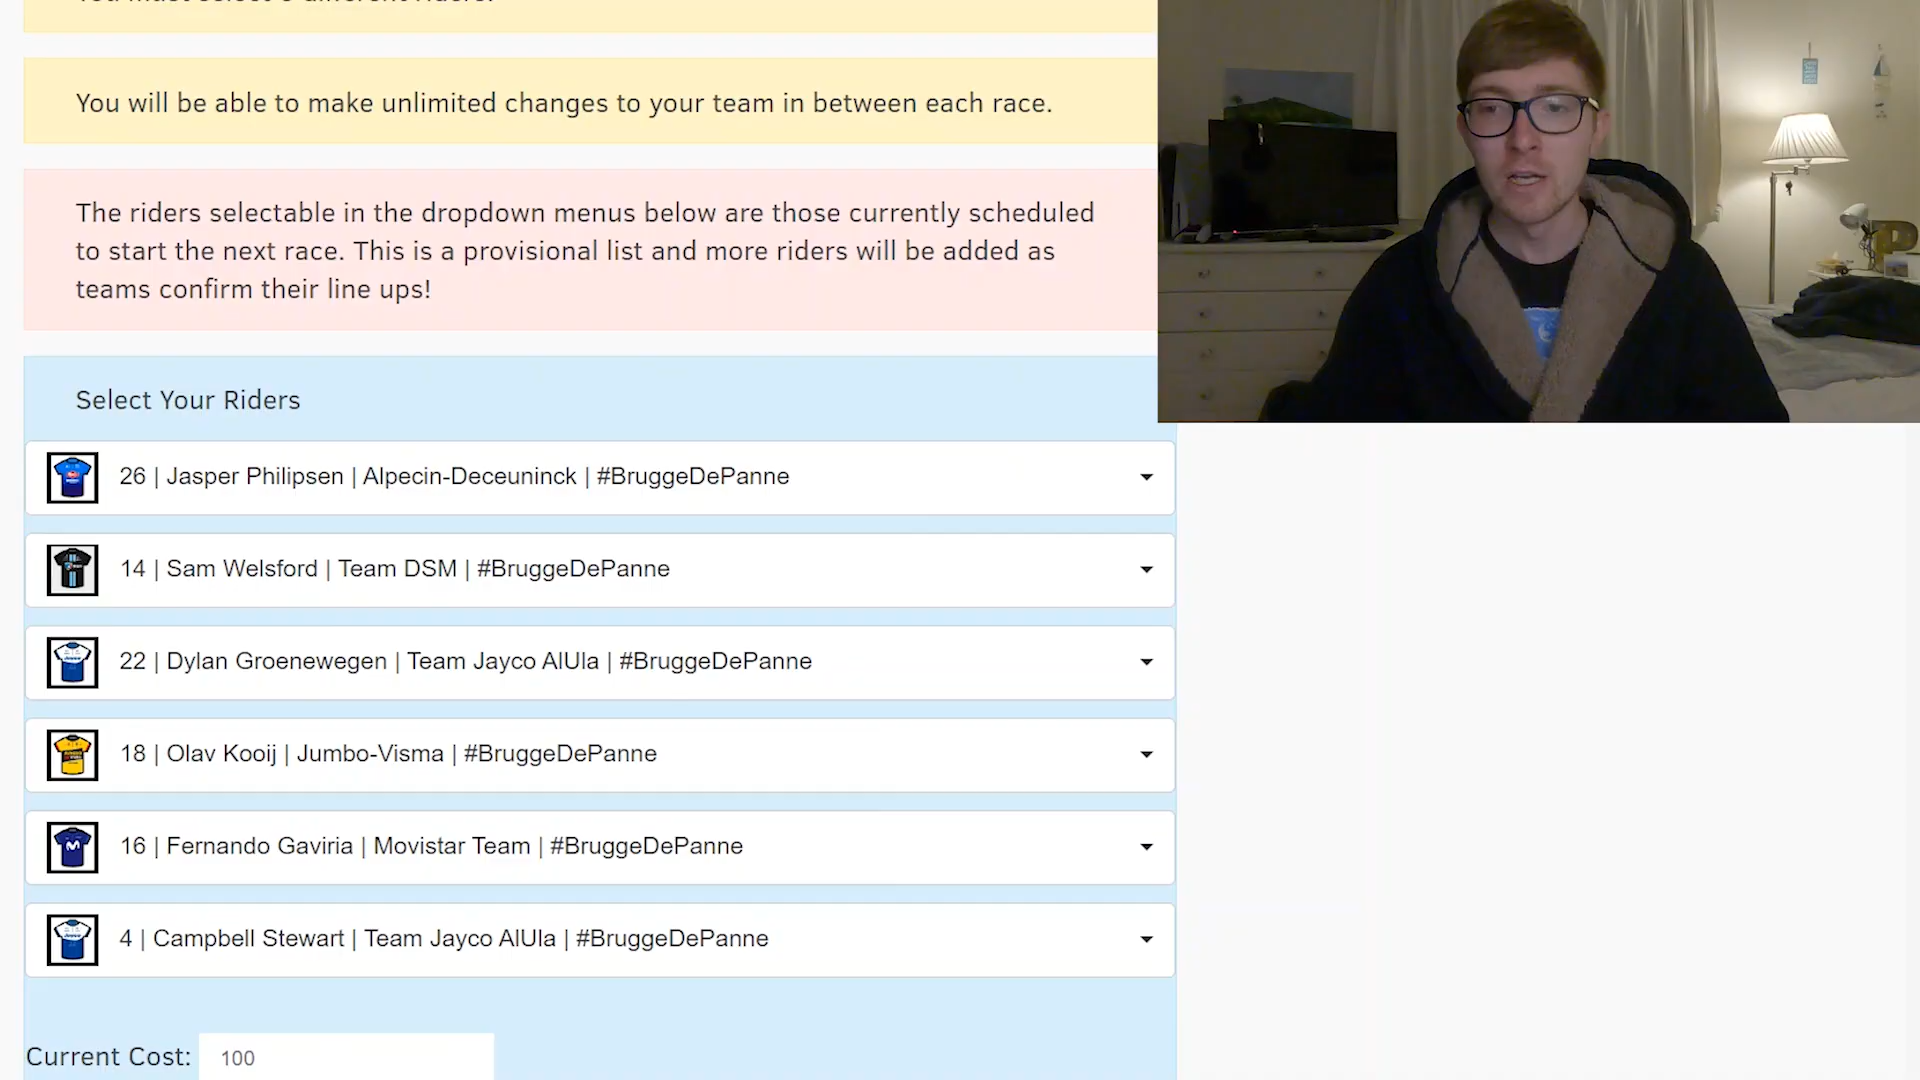 You will be able to make unlimited changes to your team in between each race.
The riders selectable in the dropdown menus below are those currently scheduled
to start the next race. This is a provisional list and more riders will be added as
teams confirm their line ups!
Select Your Riders
26 | Jasper Philipsen | Alpecin-Deceuninck | #BruggeDePanne
14 | Sam Welsford | Team DSM | #BruggeDePanne
22 | Dylan Groenewegen | Team Jayco AlUla | #BruggeDePanne
18 | Olav Kooij | Jumbo-Visma | #BruggeDePanne
16 | Fernando Gaviria | Movistar Team | #BruggeDePanne
4 | Campbell Stewart | Team Jayco AlUla | #BruggeDePanne
Current Cost: 100